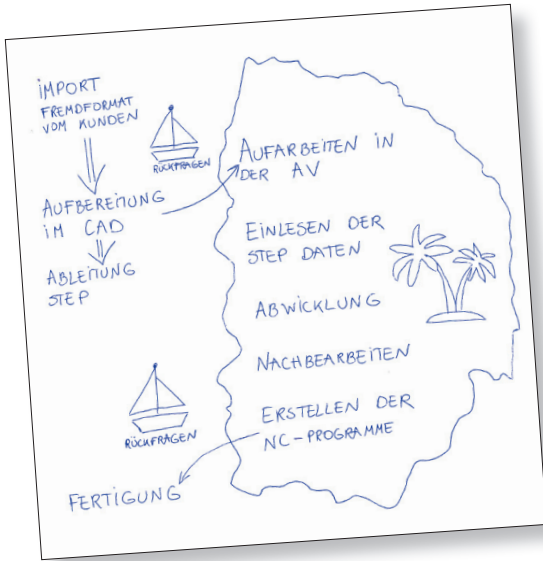 IMPORT
FREMDFORMAT
VOM KUNDEN
AUFBEREITUNG
IM CAD
ABLEITUNG
STEP
RÜCKFRAGEN
AUFARBEITEN IN
DER AV
EINLESEN DER
STEP DATEN
ABWICKLUNG
NACHBEARBEITEN
ERSTELLEN DER
NC-PROGRAMME
RÜCKFRAGEN
FERTIGUNG